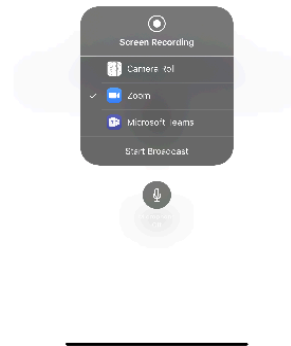 Screen Recording
Camera Roll
Zoom
Microsoft Teams
Start Broadcast